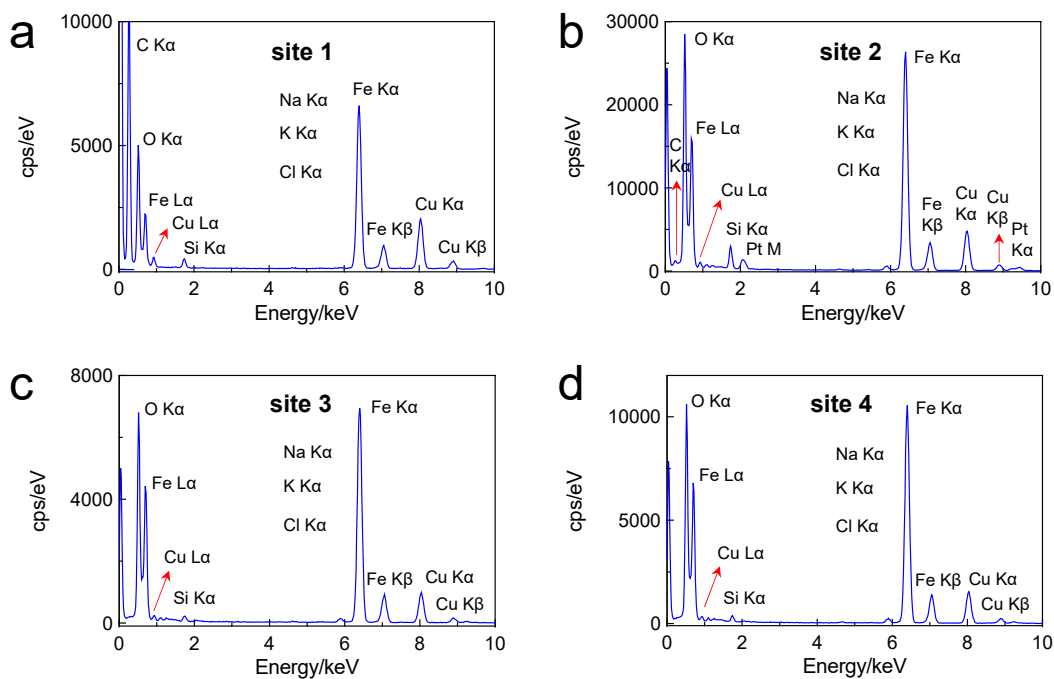 a
10000
5000
0
cps/eV
C Kα
site 1
Fe Kα
Na Kα
K Kα
O Kα
Cl Kα
Fe Lα
Cu Lα
Si Kα
Cu Kα
Fe Kβ
Cu Kβ
0 2 4 6 8 10
Energy/keV
b
30000
20000
10000
0
cps/eV
O Kα
site 2
Fe Kα
Na Kα
Fe Lα
K Kα
C
Kα
Cl Kα
Cu Lα
Si Kα
Pt M
Fe
Kβ
Cu
Kα
Cu
Kβ
Pt
Kα
0 2 4 6 8 10
Energy/keV
c
8000
4000
0
cps/eV
O Kα
site 3
Fe Kα
Na Kα
Fe Lα
K Kα
Cl Kα
Cu Lα
Si Kα
Fe Kβ
Cu Kα
Cu Kβ
0 2 4 6 8 10
Energy/keV
d
10000
5000
0
cps/eV
O Kα
site 4
Fe Kα
Na Kα
Fe Lα
K Kα
Cl Kα
Cu Lα
Si Kα
Fe Kβ
Cu Kα
Cu Kβ
0 2 4 6 8 10
Energy/keV